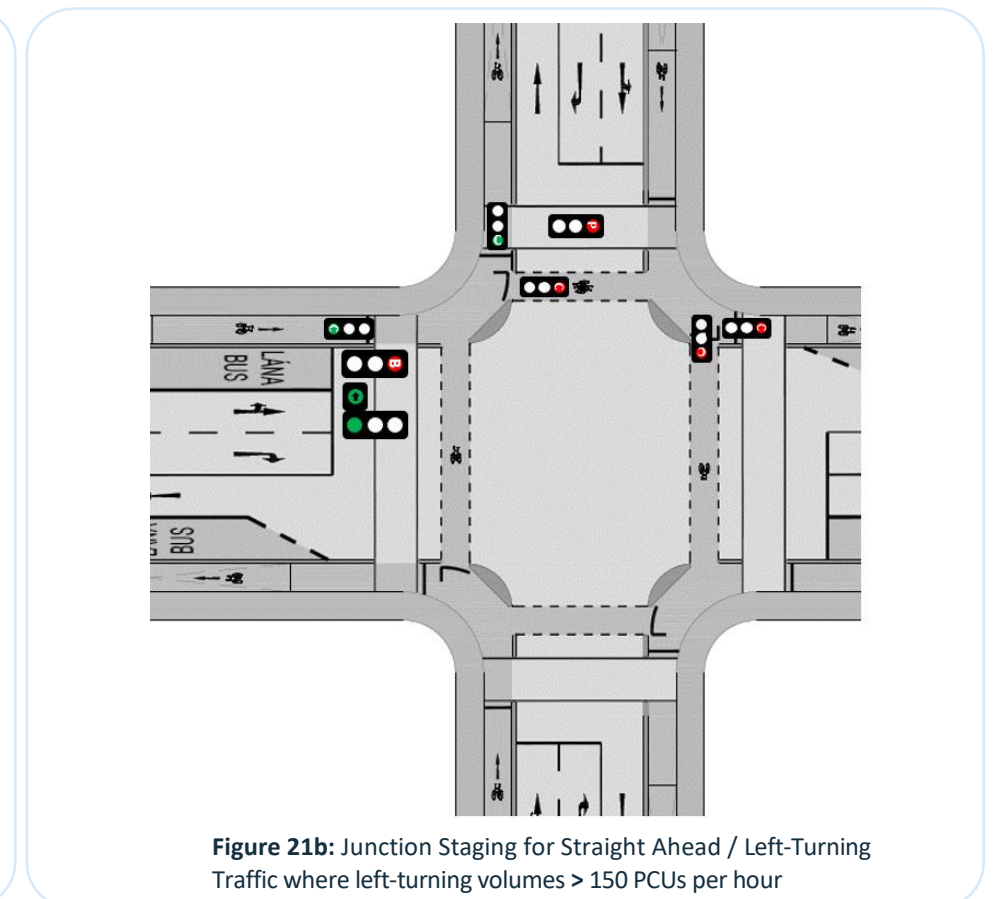 P
LÁNA
BUS
B
BUS
Figure 21b: Junction Staging for Straight Ahead / Left-Turning
Traffic where left-turning volumes > 150 PCUs per hour